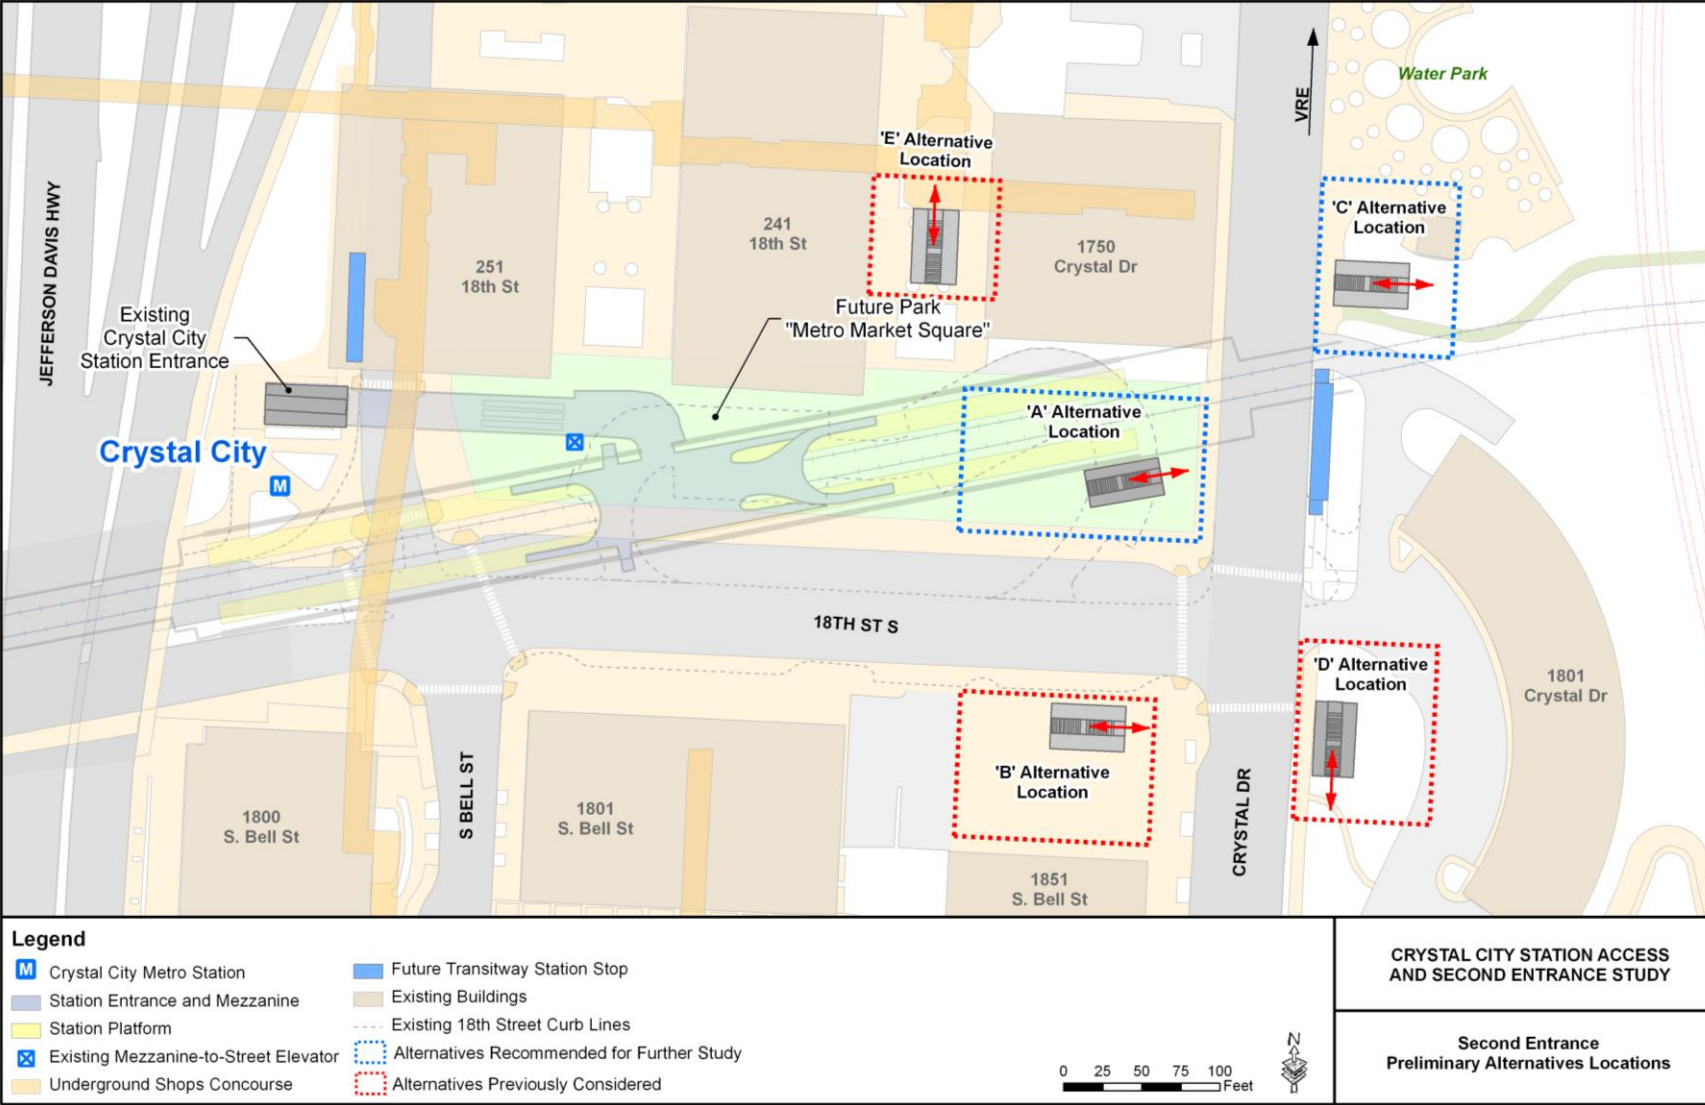 Water Park
VRE
'E' Alternative
Location
JEFFERSON DAVIS HWY
241
18th St
251
18th St
1750
Crystal Dr
'C' Alternative
Location
Existing
Crystal City
Station Entrance
Future Park
"Metro Market Square"
'A' Alternative
Location
Crystal City
M
18TH ST S
'D' Alternative
Location
1801
Crystal Dr
'B' Alternative
Location
1800
S. Bell St
S BELL ST
1801
S. Bell St
CRYSTAL DR
1851
S. Bell St
Legend
M Crystal City Metro Station
Station Entrance and Mezzanine
Station Platform
Existing Mezzanine-to-Street Elevator
Underground Shops Concourse
Future Transitway Station Stop
Existing Buildings
Existing 18th Street Curb Lines
Alternatives Recommended for Further Study
Alternatives Previously Considered
0 25 50 75 100
Feet
N
CRYSTAL CITY STATION ACCESS
AND SECOND ENTRANCE STUDY
Second Entrance
Preliminary Alternatives Locations